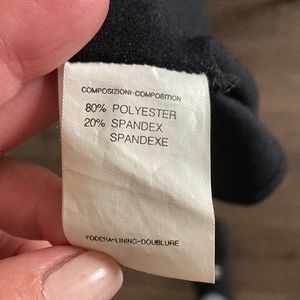 COMPOSIZIONI-COMPOSITION
80% POLYESTER
20% SPANDEX
SPANDEXE
FODERA-LINING-DOUBLURE